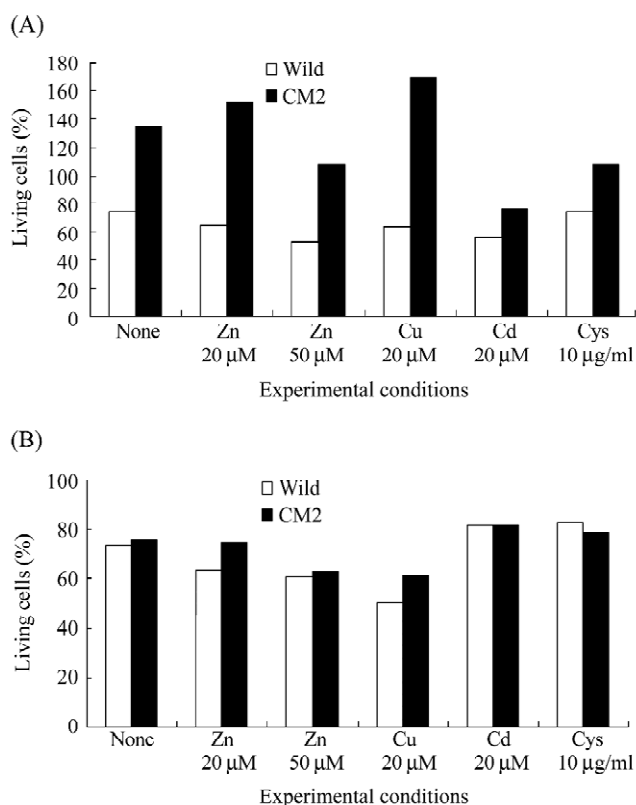 (A)
Living cells (%)
180
160
140
120
100
80
60
40
20
0
Wild
CM2
None Zn Zn Cu Cd Cys
20 μM 50 μM 20 μM 20 μM 10 μg/ml
Experimental conditions
(B)
Living cells (%)
100
80
60
40
20
0
Wild
CM2
Nonc Zn Zn Cu Cd Cys
20 μM 50 μM 20 μM 20 μM 10 μg/ml
Experimental conditions